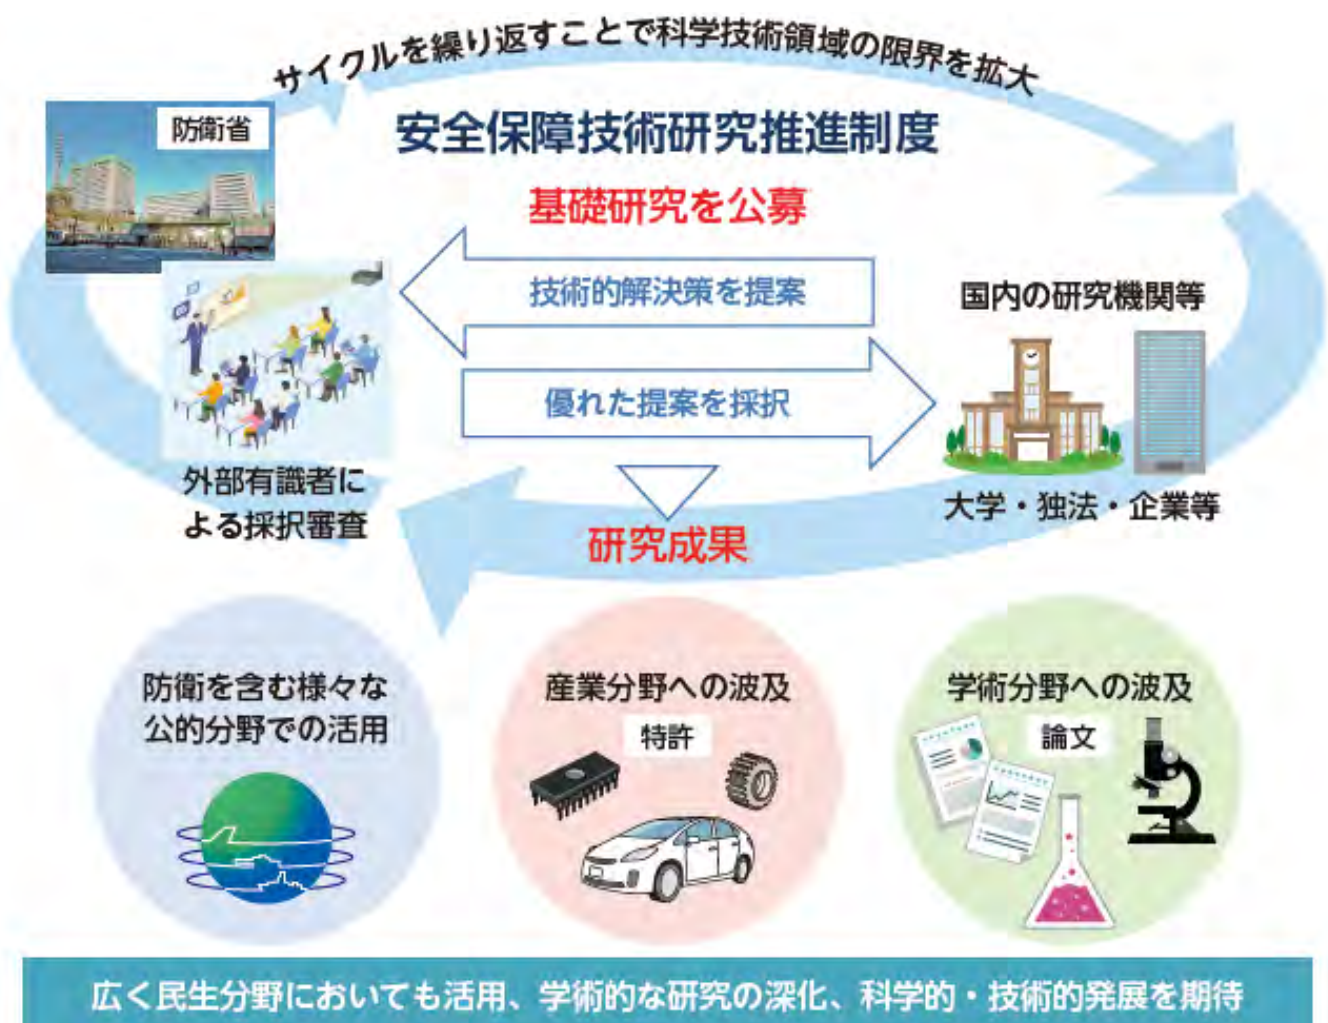 サイクルを繰り返すことで科学技術領域の限界を拡大
防衛省
安全保障技術研究推進制度
基礎研究を公募
技術的解決策を提案
国内の研究機関等
優れた提案を採択
外部有識者に
よる採択審査
大学・独法・企業等
研究成果
防衛を含む様々な
公的分野での活用
産業分野への波及
特許
学術分野への波及
論文
広く民生分野においても活用、学術的な研究の深化、科学的・技術的発展を期待